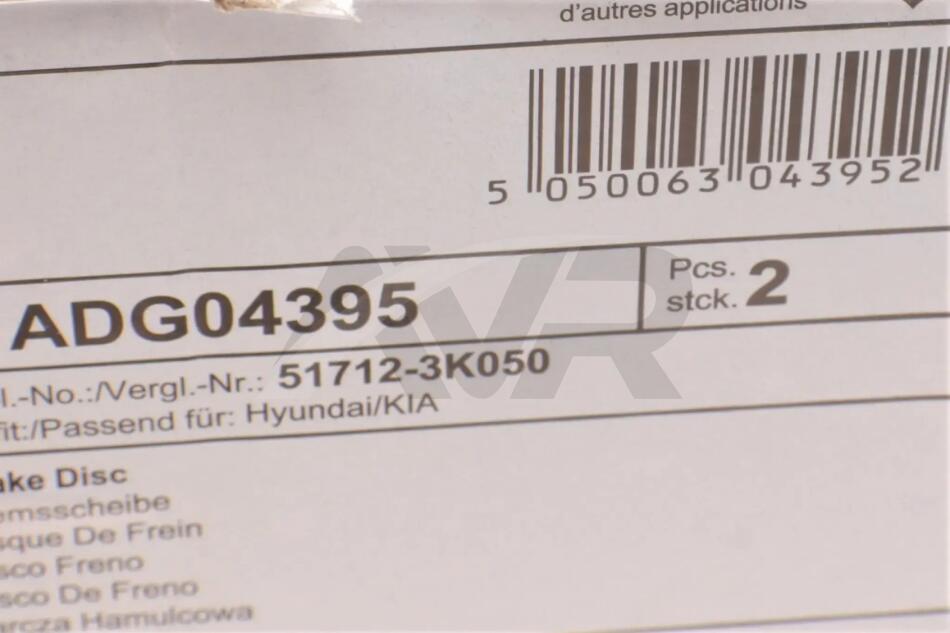 d'autres applications
5 050063 043952
ADG04395
Pcs. 2
stck.
l.-No.:/Vergl.-Nr.: 51712-3K050
fit:/Passend für: Hyundai/KIA
ake Disc
emsscheibe
sque De Frein
sco Freno
sco De Freno
arcza Hamulcowa